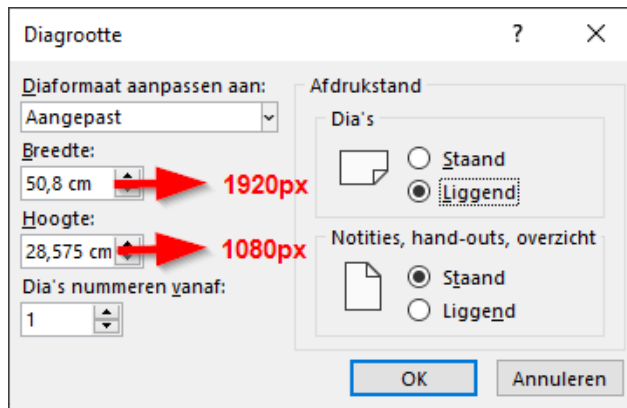 Diagrootte
Diaformaat aanpassen aan:
Aangepast
Breedte:
50,8 cm
1920px
Hoogte:
28,575 cm
1080px
Dia's nummeren vanaf:
1
Afdrukstand
Dia's
Staand
Liggend
Notities, hand-outs, overzicht
Staand
Liggend
OK
Annuleren